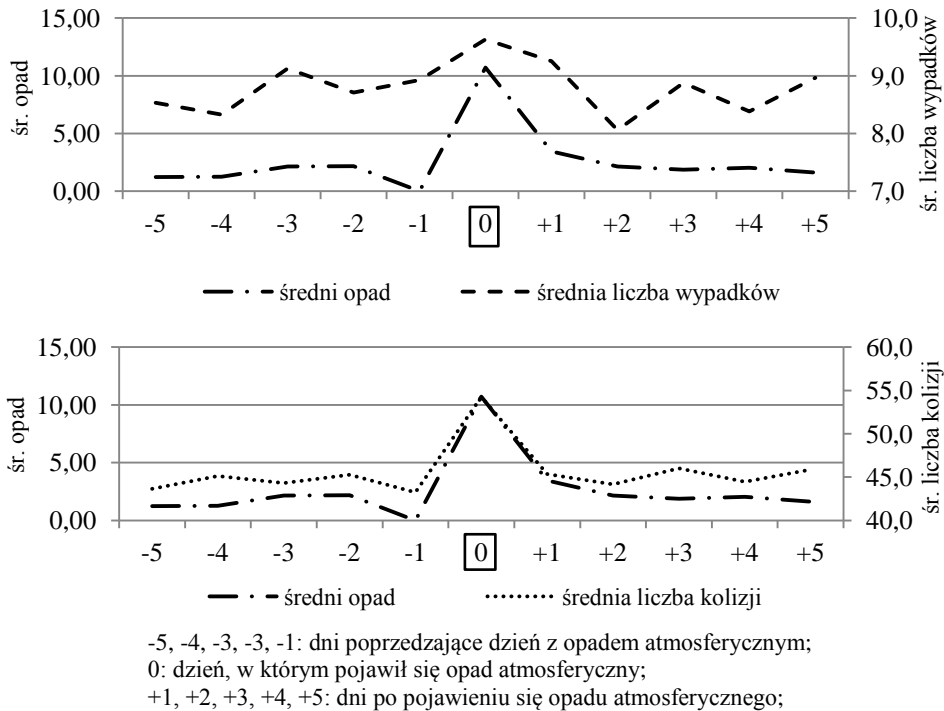 15,00 10,0
10,00 9,0
5,00 8,0
0,00 7,0
śr. opad
śr. liczba wypadków
-5 -4 -3 -2 -1 0 +1 +2 +3 +4 +5
średni opad średnia liczba wypadków
15,00 60,0
55,0
10,00
50,0
5,00 45,0
0,00 40,0
śr. opad
śr. liczba kolizji
-5 -4 -3 -2 -1 0 +1 +2 +3 +4 +5
średni opad średnia liczba kolizji
-5, -4, -3, -3, -1: dni poprzedzające dzień z opadem atmosferycznym;
0: dzień, w którym pojawił się opad atmosferyczny;
+1, +2, +3, +4, +5: dni po pojawieniu się opadu atmosferycznego;